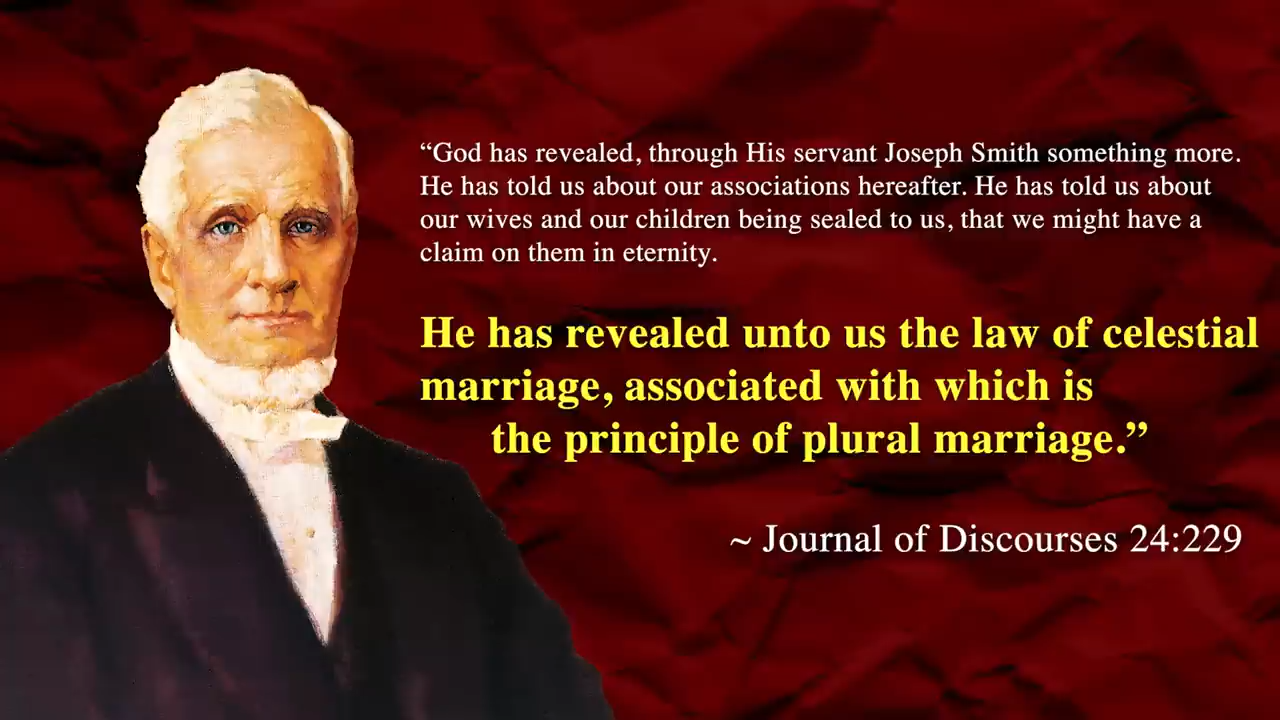 “God has revealed, through His servant Joseph Smith something more.
He has told us about our associations hereafter. He has told us about
our wives and our children being sealed to us, that we might have a
claim on them in eternity.
He has revealed unto us the law of celestial
marriage, associated with which is
the principle of plural marriage.”
~ Journal of Discourses 24:229